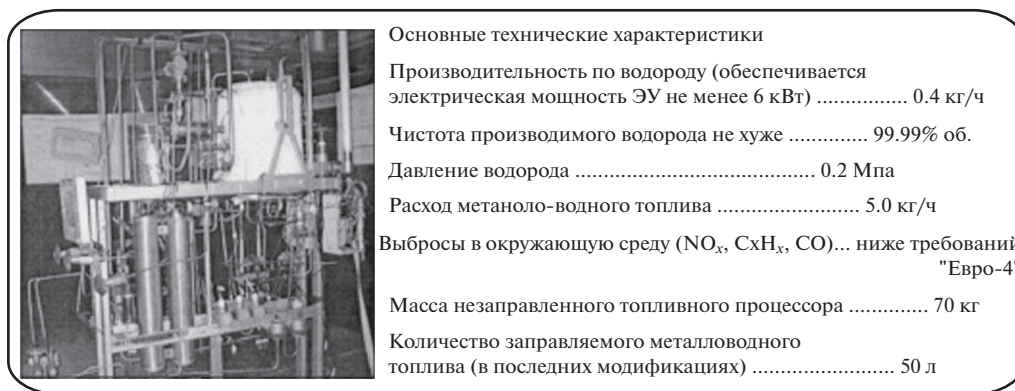 Основные технические характеристики
Производительность по водороду (обеспечивается
электрическая мощность ЭУ не менее 6 кВт) ................ 0.4 кг/ч
Чистота производимого водорода не хуже .............. 99.99% об.
Давление водорода ..................................... 0.2 Мпа
Расход метаноло-водного топлива ..................... 5.0 кг/ч
Выбросы в окружающую среду (NOx, CxHx, CO)... ниже требований
"Евро-4"
Масса незаправленного топливного процессора .............. 70 кг
Количество заправляемого металловодного
топлива (в последних модификациях) ......................... 50 л